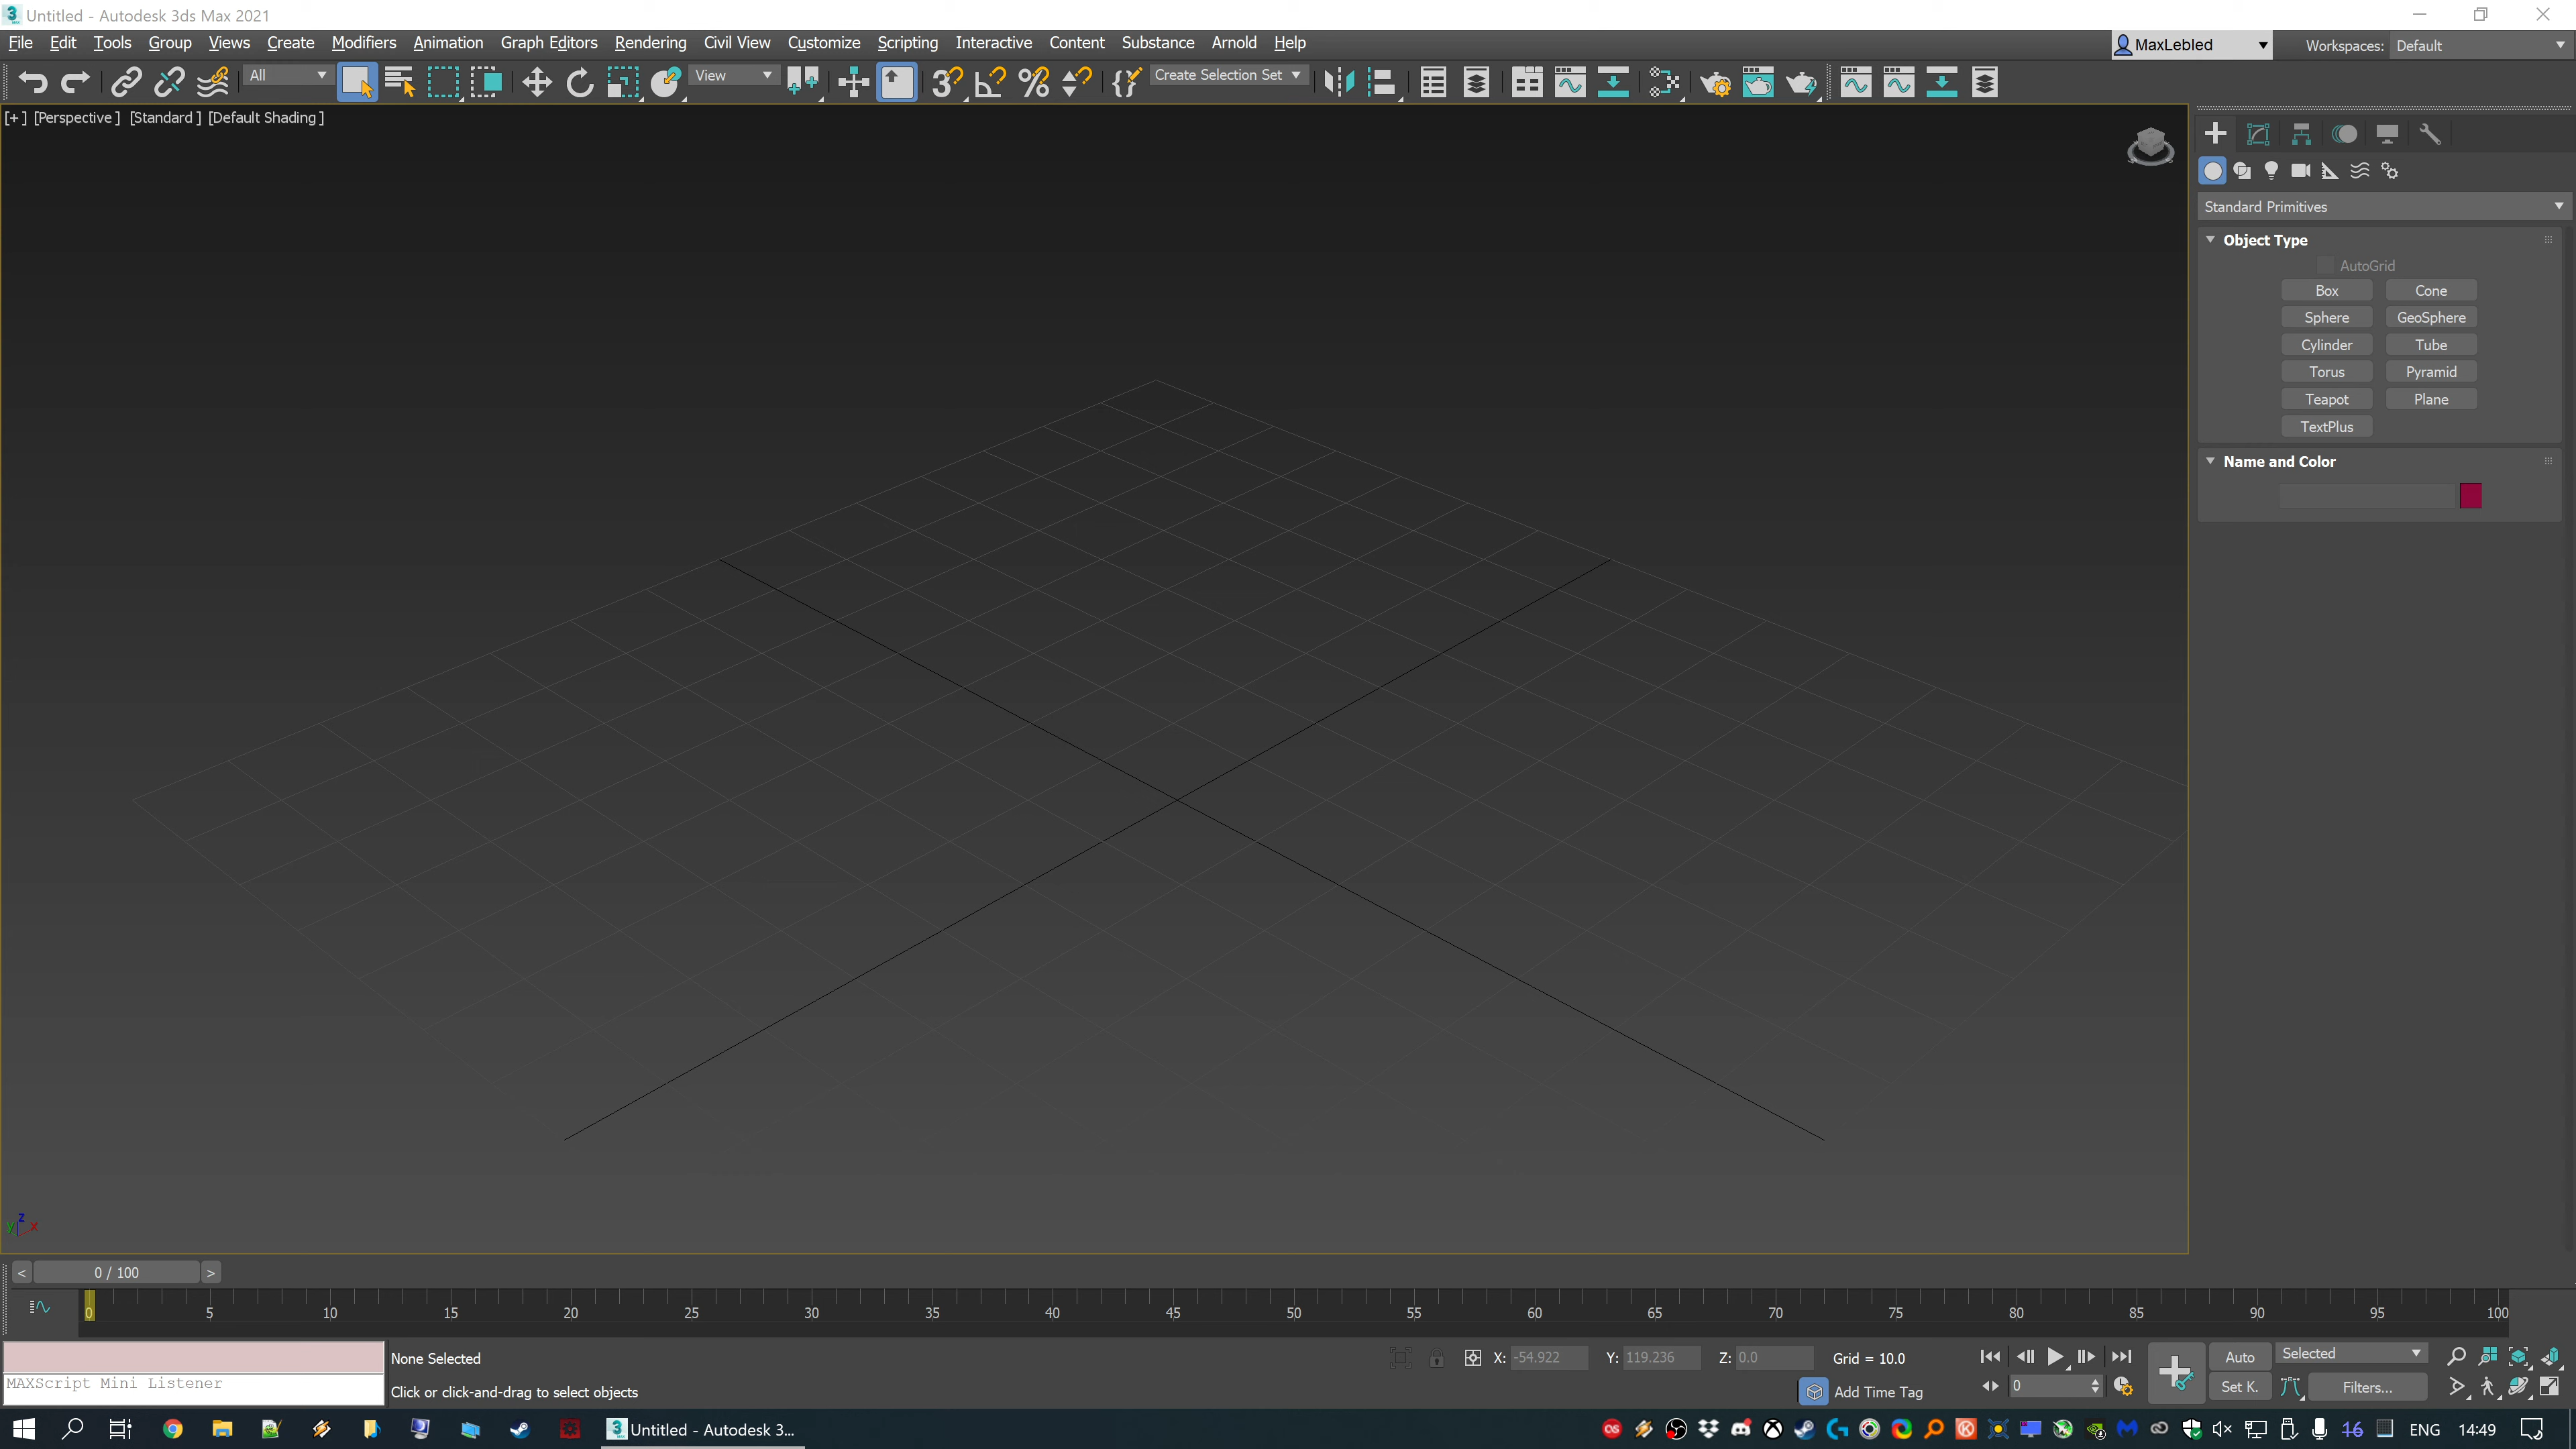 Untitled - Autodesk 3ds Max 2021
File Edit Tools Group Views Create Modifiers Animation Graph Editors Rendering Civil View Customize Scripting Interactive Content Substance Arnold Help MaxLebled Workspaces: Default
All View Create Selection Set
[+] [Perspective] [Standard] [Default Shading]
Standard Primitives
Object Type
AutoGrid
Box Cone
Sphere GeoSphere
Cylinder Tube
Torus Pyramid
Teapot Plane
TextPlus
Name and Color
z
y x
< 0 / 100 >
0 5 10 15 20 25 30 35 40 45 50 55 60 65 70 75 80 85 90 95 100
None Selected X: -54.922 Y: 119.236 Z: 0.0 Grid = 10.0 Auto Selected
MAXScript Mini Listener
Click or click-and-drag to select objects Add Time Tag 0 Set K. Filters...
Untitled - Autodesk 3... 16 ENG 14:49